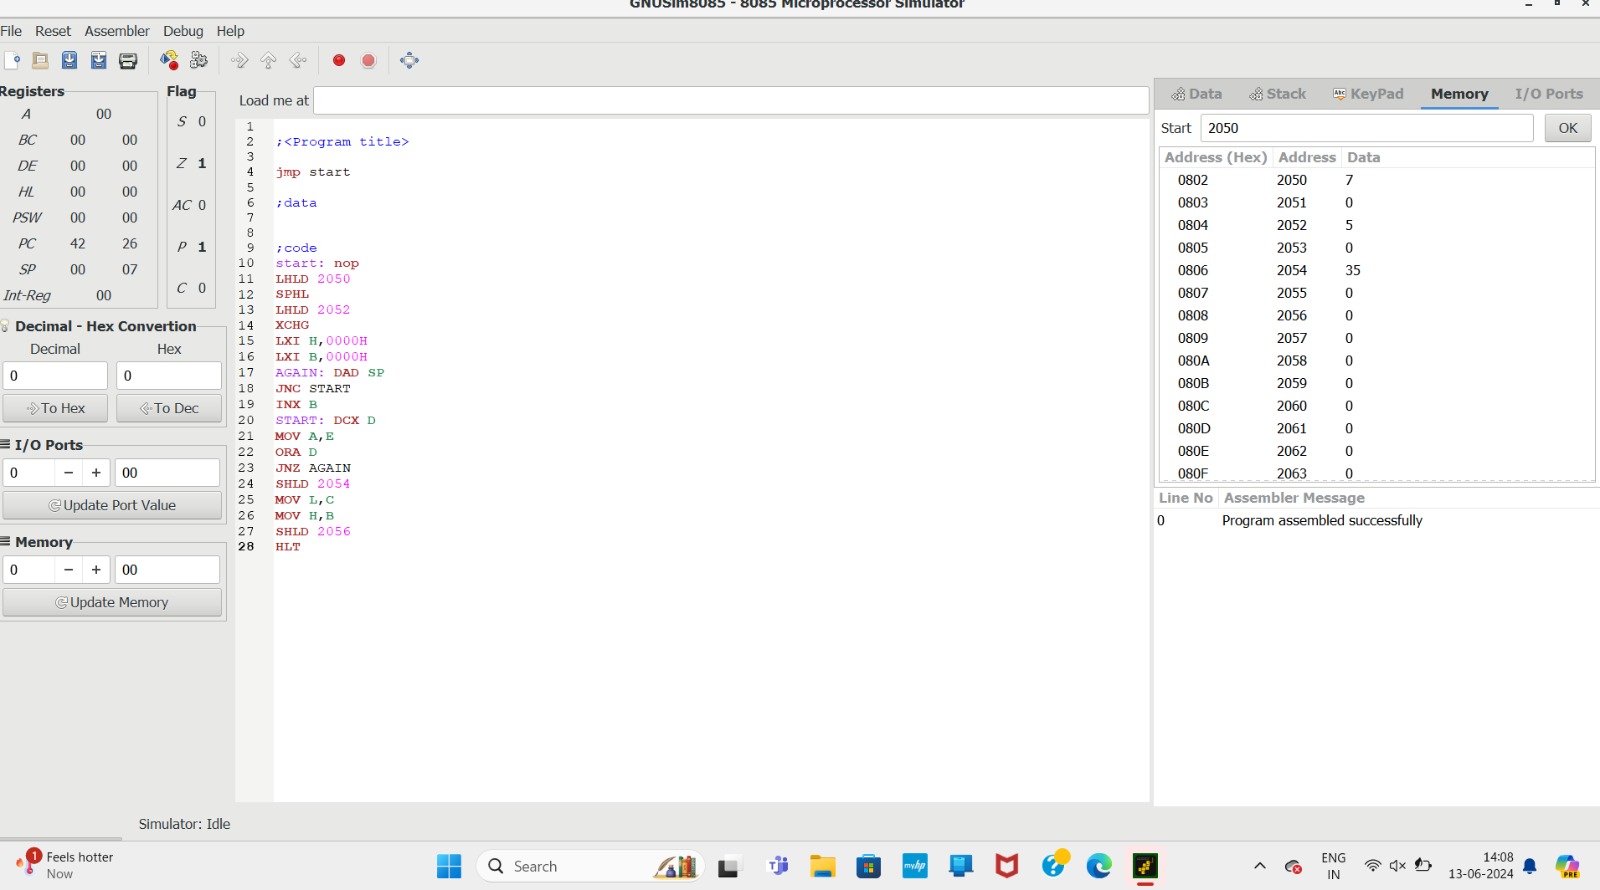 GNUSim8085 - 8085 Microprocessor Simulator
File Reset Assembler Debug Help
Registers
A 00
BC 00 00
DE 00 00
HL 00 00
PSW 00 00
PC 42 26
SP 00 07
Int-Reg 00
Flag
S 0
Z 1
AC 0
P 1
C 0
Decimal - Hex Convertion
Decimal Hex
0 0
To Hex To Dec
I/O Ports
0 - + 00
Update Port Value
Memory
0 - + 00
Update Memory
Load me at
1
2 ;<Program title>
3
4 jmp start
5
6 ;data
7
8
9 ;code
10 start: nop
11 LHLD 2050
12 SPHL
13 LHLD 2052
14 XCHG
15 LXI H,0000H
16 LXI B,0000H
17 AGAIN: DAD SP
18 JNC START
19 INX B
20 START: DCX D
21 MOV A,E
22 ORA D
23 JNZ AGAIN
24 SHLD 2054
25 MOV L,C
26 MOV H,B
27 SHLD 2056
28 HLT
Data Stack KeyPad Memory I/O Ports
Start 2050 OK
Address (Hex) Address Data
0802 2050 7
0803 2051 0
0804 2052 5
0805 2053 0
0806 2054 35
0807 2055 0
0808 2056 0
0809 2057 0
080A 2058 0
080B 2059 0
080C 2060 0
080D 2061 0
080E 2062 0
080F 2063 0
Line No Assembler Message
0 Program assembled successfully
Simulator: Idle
1 Feels hotter
Now
Search
myhp
ENG
IN
14:08
13-06-2024
PRE